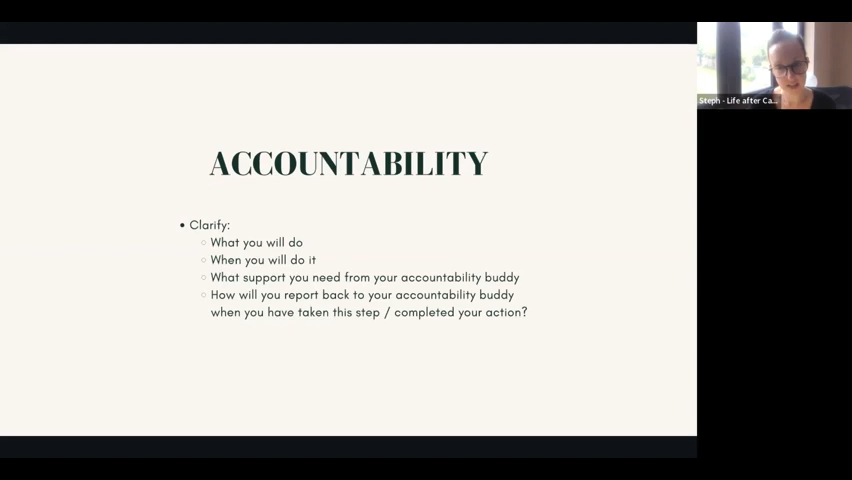 ACCOUNTABILITY
Clarify:
What you will do
When you will do it
What support you need from your accountability buddy
How will you report back to your accountability buddy
when you have taken this step / completed your action?
Steph - Life after Ca...